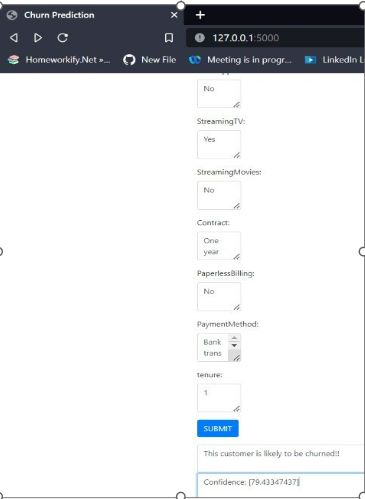 Churn Prediction
127.0.0.1:5000
Homeworkify.Net »...
New File
Meeting is in progr...
LinkedIn L
No
StreamingTV:
Yes
StreamingMovies:
No
Contract:
One
year
PaperlessBilling:
No
PaymentMethod:
Bank
trans
tenure:
1
SUBMIT
This customer is likely to be churned!!
Confidence: [79.43347437]